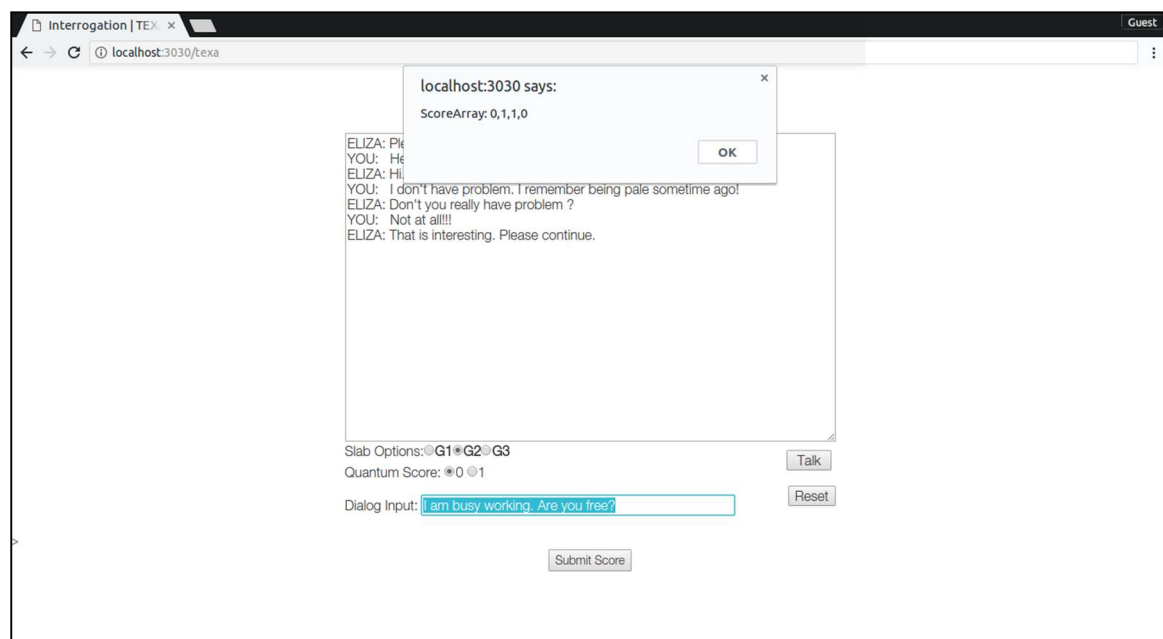 Interrogation | TEX
Guest
localhost:3030/texa
localhost:3030 says:
ScoreArray: 0,1,1,0
OK
ELIZA: Ple
YOU: He
ELIZA: Hi.
YOU: I don't have problem. I remember being pale sometime ago!
ELIZA: Don't you really have problem ?
YOU: Not at all!!!
ELIZA: That is interesting. Please continue.
Slab Options: G1 G2 G3
Talk
Quantum Score: 0 1
Reset
Dialog Input: I am busy working. Are you free?
>
Submit Score